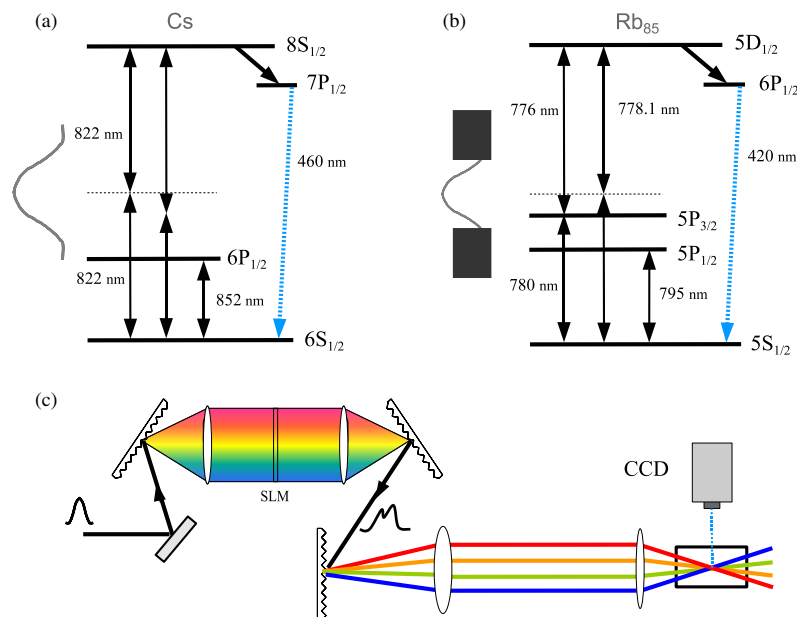 (a)
Cs
8S1/2
7P1/2
822 nm
460 nm
6P1/2
822 nm
852 nm
6S1/2
(b)
Rb85
5D1/2
6P1/2
776 nm
778.1 nm
420 nm
5P3/2
5P1/2
780 nm
795 nm
5S1/2
(c)
SLM
CCD